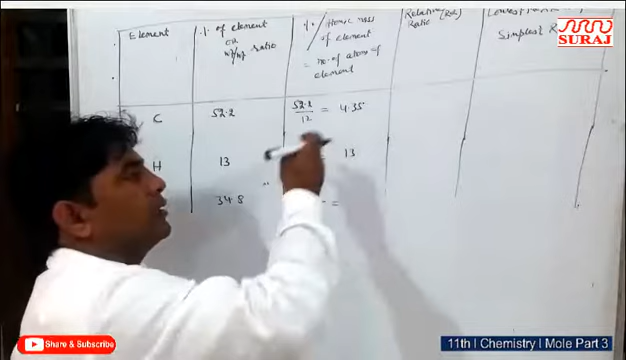 Element
% of element
OR
w/w ratio
% / Atomic mass
of element
= no. of atoms of
element
Relative
Ratio
Simplest
SURAJ
C
52.2
52.2
12
= 4.35
H
13
13
34.8
=
Share & Subscribe
11th | Chemistry | Mole Part 3